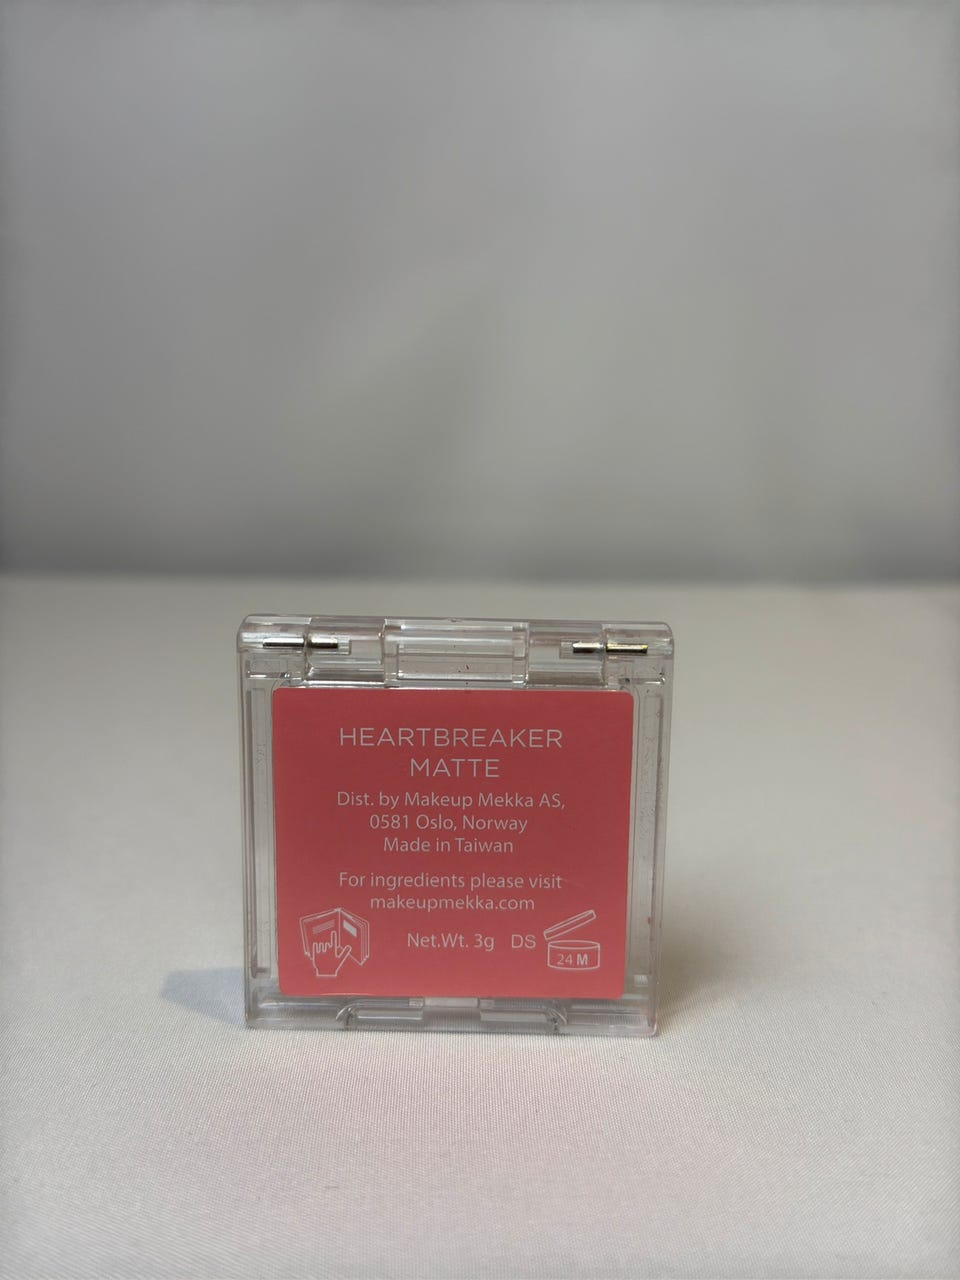 HEARTBREAKER
MATTE
Dist. by Makeup Mekka AS,
0581 Oslo, Norway
Made in Taiwan
For ingredients please visit
makeupmekka.com
Net.Wt. 3g DS
24 M